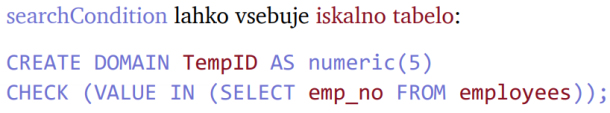 searchCondition lahko vsebuje iskalno tabelo:
CREATE DOMAIN TempID AS numeric(5)
CHECK (VALUE IN (SELECT emp_no FROM employees));